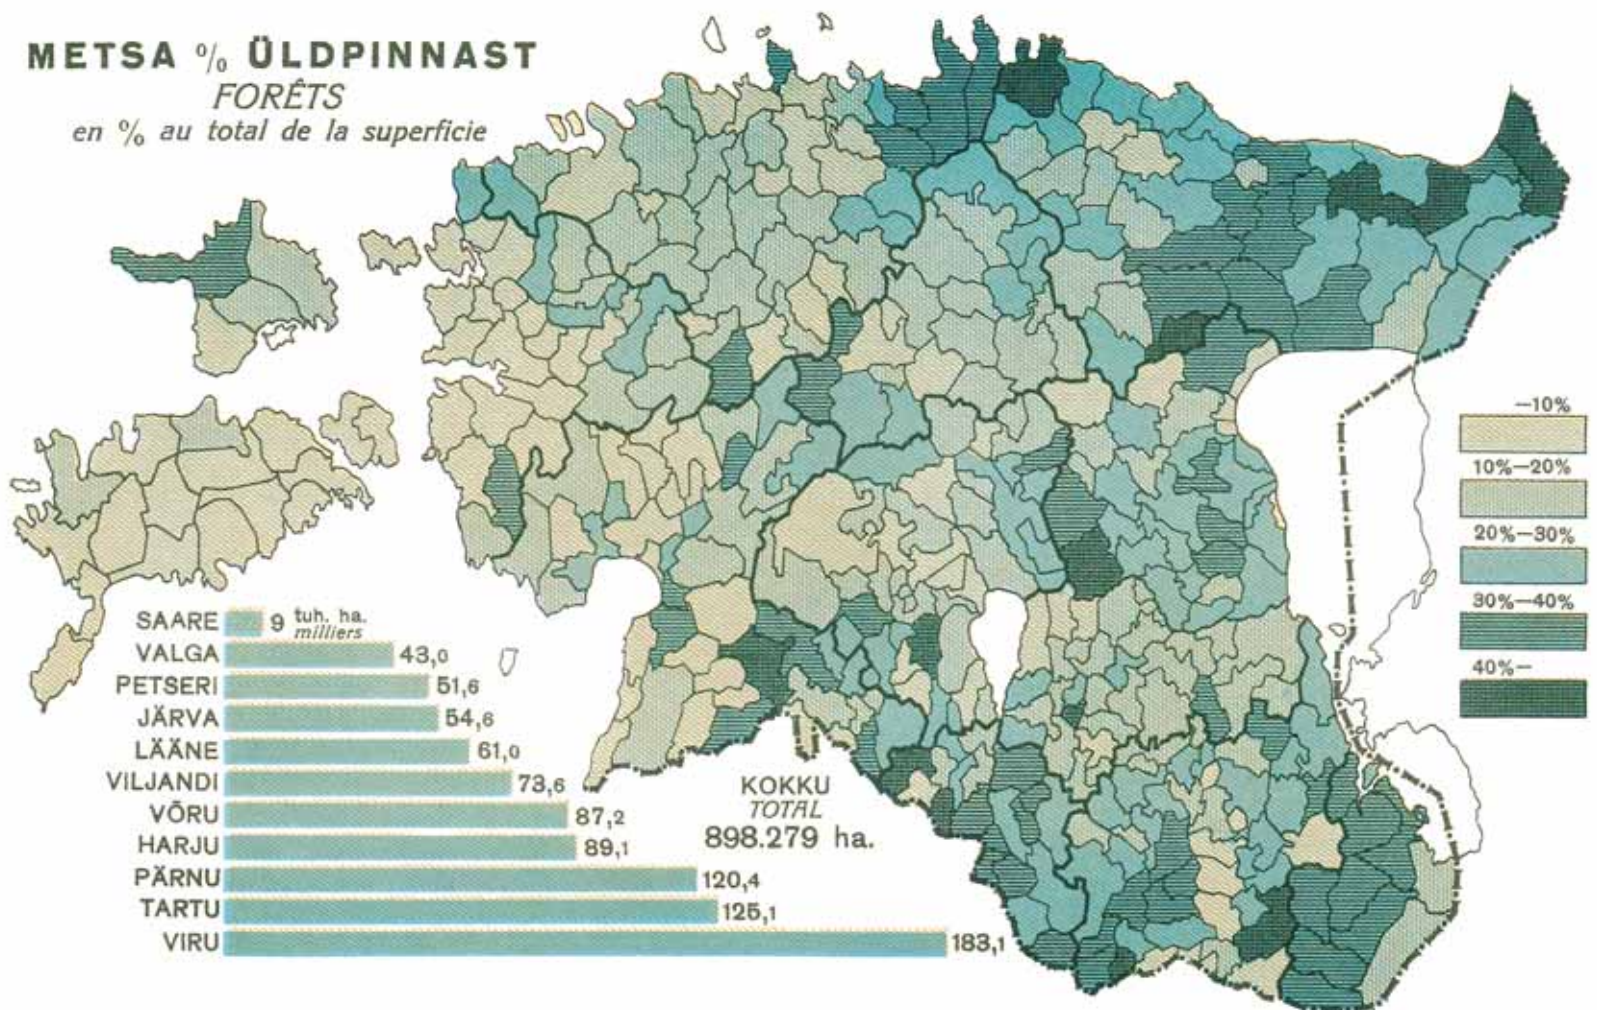 METSA % ÜLDPINNAST
FORÊTS
en % au total de la superficie
—10%
10%—20%
20%—30%
30%—40%
40%—
SAARE 9 tuh. ha.
milliers
VALGA 43,0
PETSERI 51,6
JÄRVA 54,6
LÄÄNE 61,0
VILJANDI 73,6
VÕRU 87,2
HARJU 89,1
PÄRNU 120,4
TARTU 125,1
VIRU 183,1
KOKKU
TOTAL
898.279 ha.